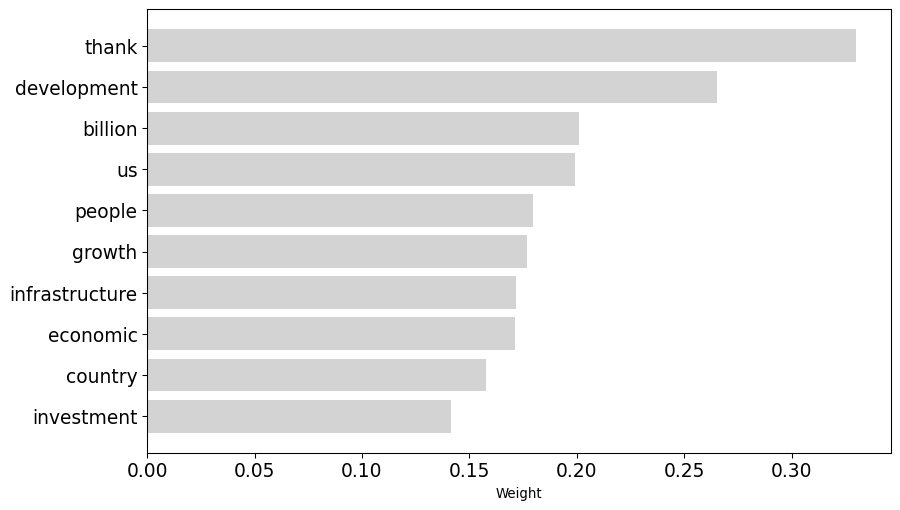 thank
development
billion
us
people
growth
infrastructure
economic
country
investment
0.00 0.05 0.10 0.15 0.20 0.25 0.30
Weight